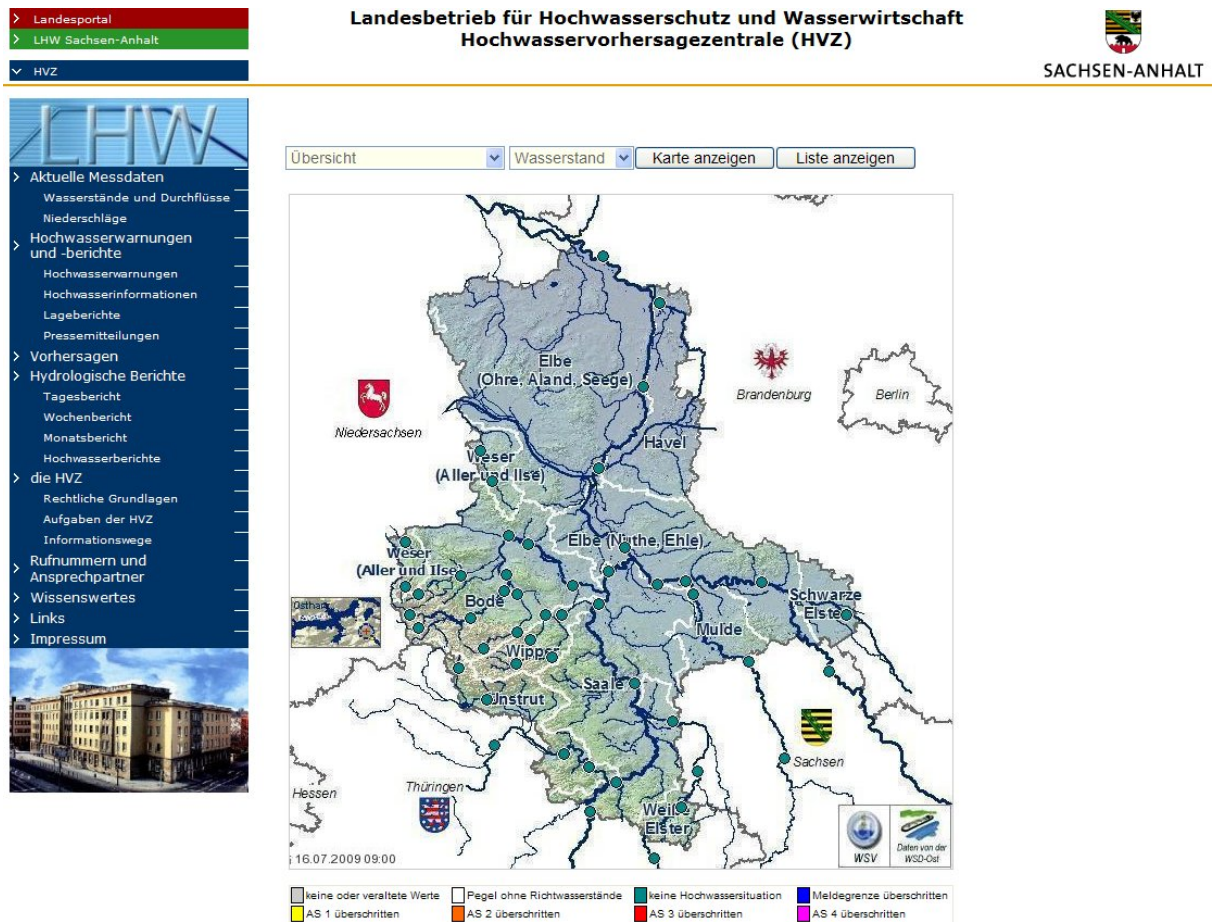 Landesportal
LHW Sachsen-Anhalt
HVZ
Landesbetrieb für Hochwasserschutz und Wasserwirtschaft
Hochwasservorhersagezentrale (HVZ)
SACHSEN-ANHALT
LHW
Aktuelle Messdaten
Wasserstände und Durchflüsse
Niederschläge
Hochwasserwarnungen
und -berichte
Hochwasserwarnungen
Hochwasserinformationen
Lageberichte
Pressemitteilungen
Vorhersagen
Hydrologische Berichte
Tagesbericht
Wochenbericht
Monatsbericht
Hochwasserberichte
die HVZ
Rechtliche Grundlagen
Aufgaben der HVZ
Informationswege
Rufnummern und
Ansprechpartner
Wissenswertes
Links
Impressum
Übersicht
Wasserstand
Karte anzeigen
Liste anzeigen
Elbe
(Ohre, Aland, Seege)
Brandenburg
Berlin
Niedersachsen
Havel
Weser
(Aller und Ilse)
Elbe (Nuthe, Ehle)
Weser
(Aller und Ilse)
Bode
Schwarze
Elster
Mulde
Wipper
Saale
Unstrut
Sachsen
Thüringen
Hessen
Weiße
Elster
16.07.2009 09:00
WSV
Daten von der
WSD-Ost
keine oder veraltete Werte
Pegel ohne Richtwasserstände
keine Hochwassersituation
Meldegrenze überschritten
AS 1 überschritten
AS 2 überschritten
AS 3 überschritten
AS 4 überschritten